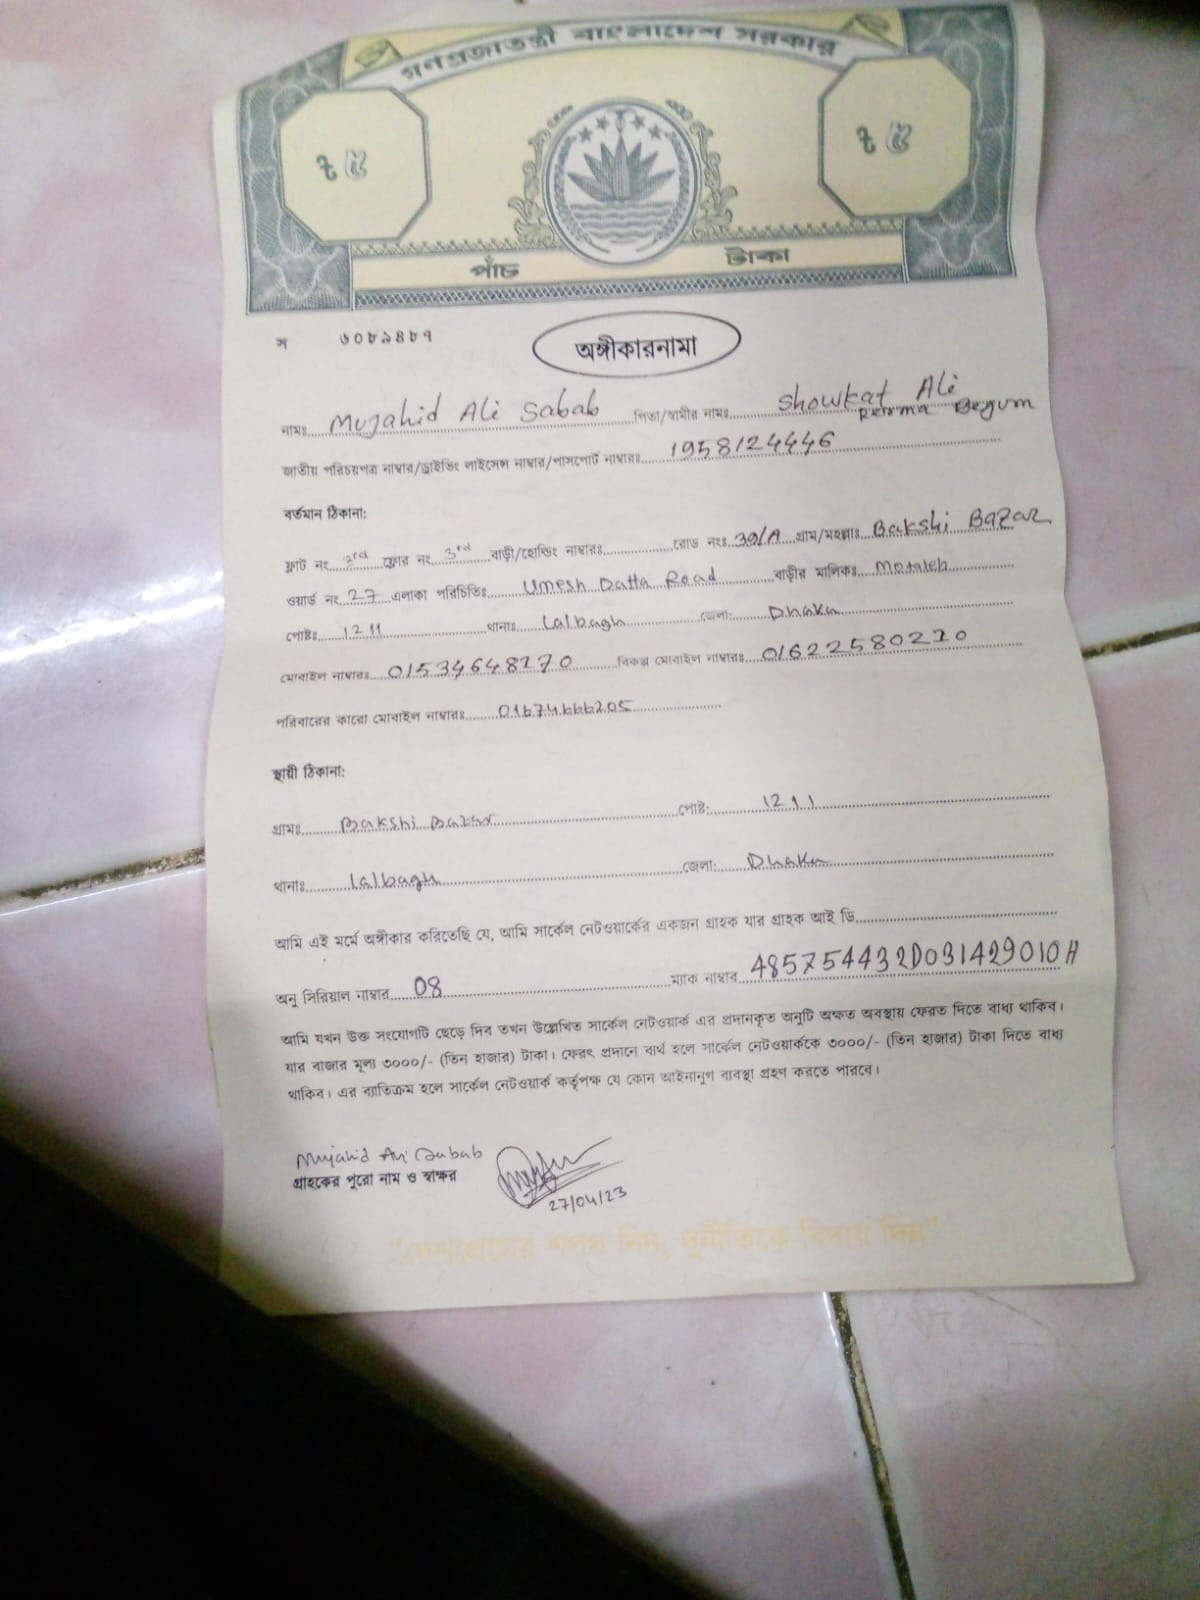 গণপ্রজাতন্ত্রী বাংলাদেশ সরকার
৳ ৫ ৳ ৫
পাঁচ টাকা
স ৬০৮৯৪৮৭
অঙ্গীকারনামা
নামঃ Mujahid Ali Sabab পিতা/স্বামীর নামঃ Showkat Ali
Begum
জাতীয় পরিচয়পত্র নাম্বার/ড্রাইভিং লাইসেন্স নাম্বার/পাসপোর্ট নাম্বারঃ 1958124446
বর্তমান ঠিকানা:
ফ্লাট নং ফ্লোর নং 3rd বাড়ী/হোল্ডিং নাম্বারঃ রোড নংঃ 39/A গ্রাম/মহল্লাঃ Bakshi Bazar
ওয়ার্ড নং 27 এলাকা পরিচিতিঃ Umesh Datta Road বাড়ীর মালিকঃ Motaleb
পোষ্টঃ 1211 থানাঃ Lalbagh জেলা: Dhaka
মোবাইল নাম্বারঃ 01534648270 বিকল্প মোবাইল নাম্বারঃ 01622580220
পরিবারের কারো মোবাইল নাম্বারঃ 01674666205
স্থায়ী ঠিকানা:
গ্রামঃ Bakshi Bazar পোষ্ট: 1211
থানাঃ lalbagh জেলা: Dhaka
আমি এই মর্মে অঙ্গীকার করিতেছি যে, আমি সার্কেল নেটওয়ার্কের একজন গ্রাহক যার গ্রাহক আই ডি
অনু সিরিয়াল নাম্বার 08 ম্যাক নাম্বার 485754432D031429010H
আমি যখন উক্ত সংযোগটি ছেড়ে দিব তখন উল্লেখিত সার্কেল নেটওয়ার্ক এর প্রদানকৃত অনুটি অক্ষত অবস্থায় ফেরত দিতে বাধ্য থাকিব।
যার বাজার মূল্য ৩০০০/- (তিন হাজার) টাকা। ফেরৎ প্রদানে ব্যর্থ হলে সার্কেল নেটওয়ার্ককে ৩০০০/- (তিন হাজার) টাকা দিতে বাধ্য
থাকিব। এর ব্যতিক্রম হলে সার্কেল নেটওয়ার্ক কর্তৃপক্ষ যে কোন আইনানুগ ব্যবস্থা গ্রহণ করতে পারবে।
Mujahid Ali Sabab
গ্রাহকের পুরো নাম ও স্বাক্ষর
27/04/23
"দেশপ্রেমের শপথ নিন, দুর্নীতিকে বিদায় দিন"